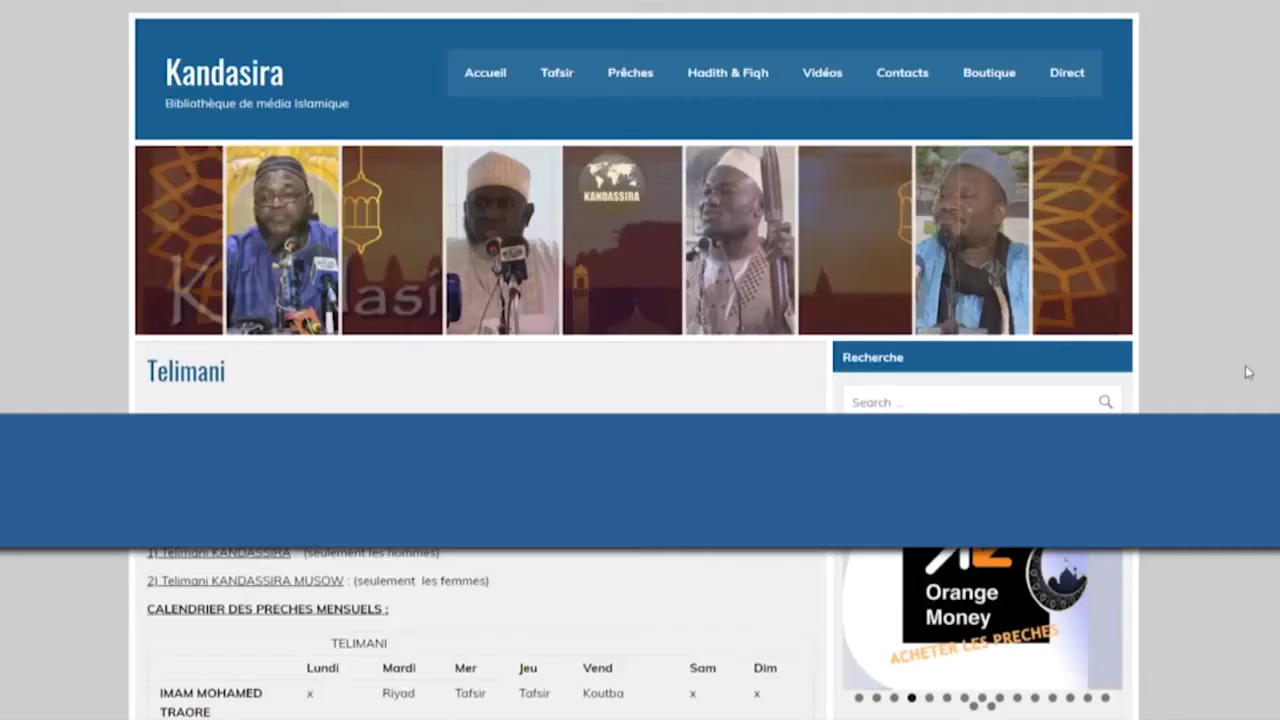 Kandasira
Bibliothèque de média Islamique
Accueil Tafsir Prêches Hadith & Fiqh Vidéos Contacts Boutique Direct
KANDASSIRA
Telimani
Recherche
Search ...
1) Telimani KANDASSIRA : (seulement les hommes)
2) Telimani KANDASSIRA MUSOW : (seulement les femmes)
CALENDRIER DES PRECHES MENSUELS :
TELIMANI
Lundi Mardi Mer Jeu Vend Sam Dim
IMAM MOHAMED x Riyad Tafsir Tafsir Koutba x x
TRAORE
Orange
Money
ACHETER LES PRECHES